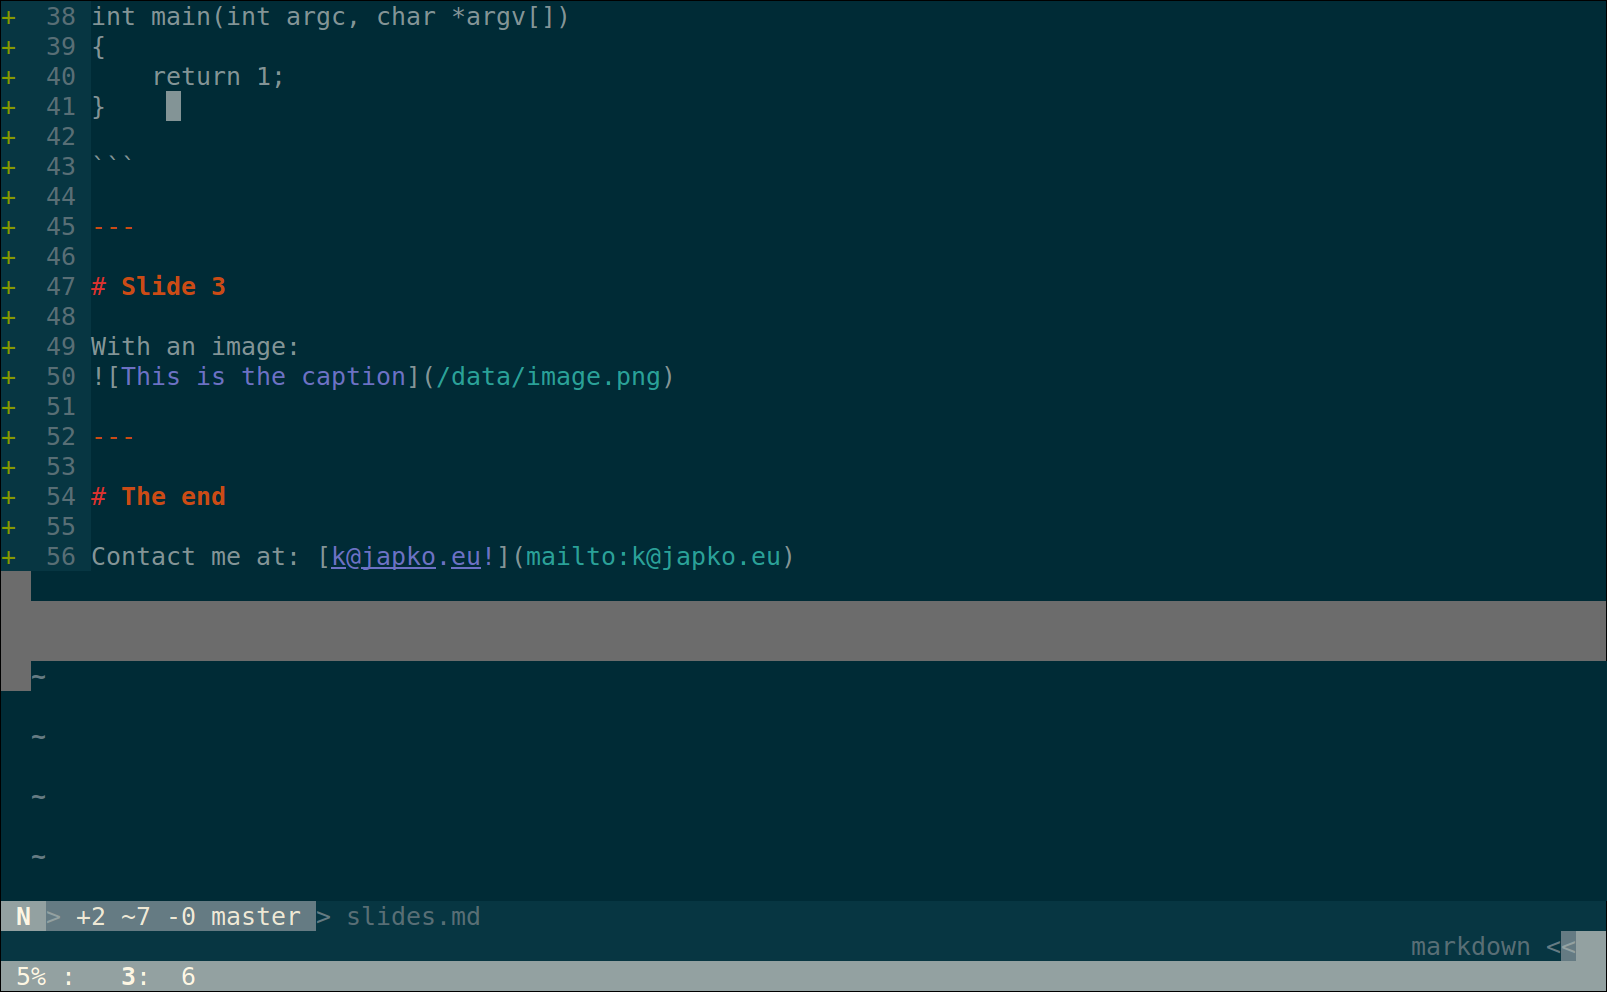 +  38 int main(int argc, char *argv[])
+  39 {
+  40     return 1;
+  41 }
+  42
+  43 ```
+  44
+  45 ---
+  46
+  47 # Slide 3
+  48
+  49 With an image:
+  50 ![This is the caption](/data/image.png)
+  51
+  52 ---
+  53
+  54 # The end
+  55
+  56 Contact me at: [k@japko.eu!](mailto:k@japko.eu)
~
~
~
~
N > +2 ~7 -0 master > slides.md
markdown <<
5% :   3:  6